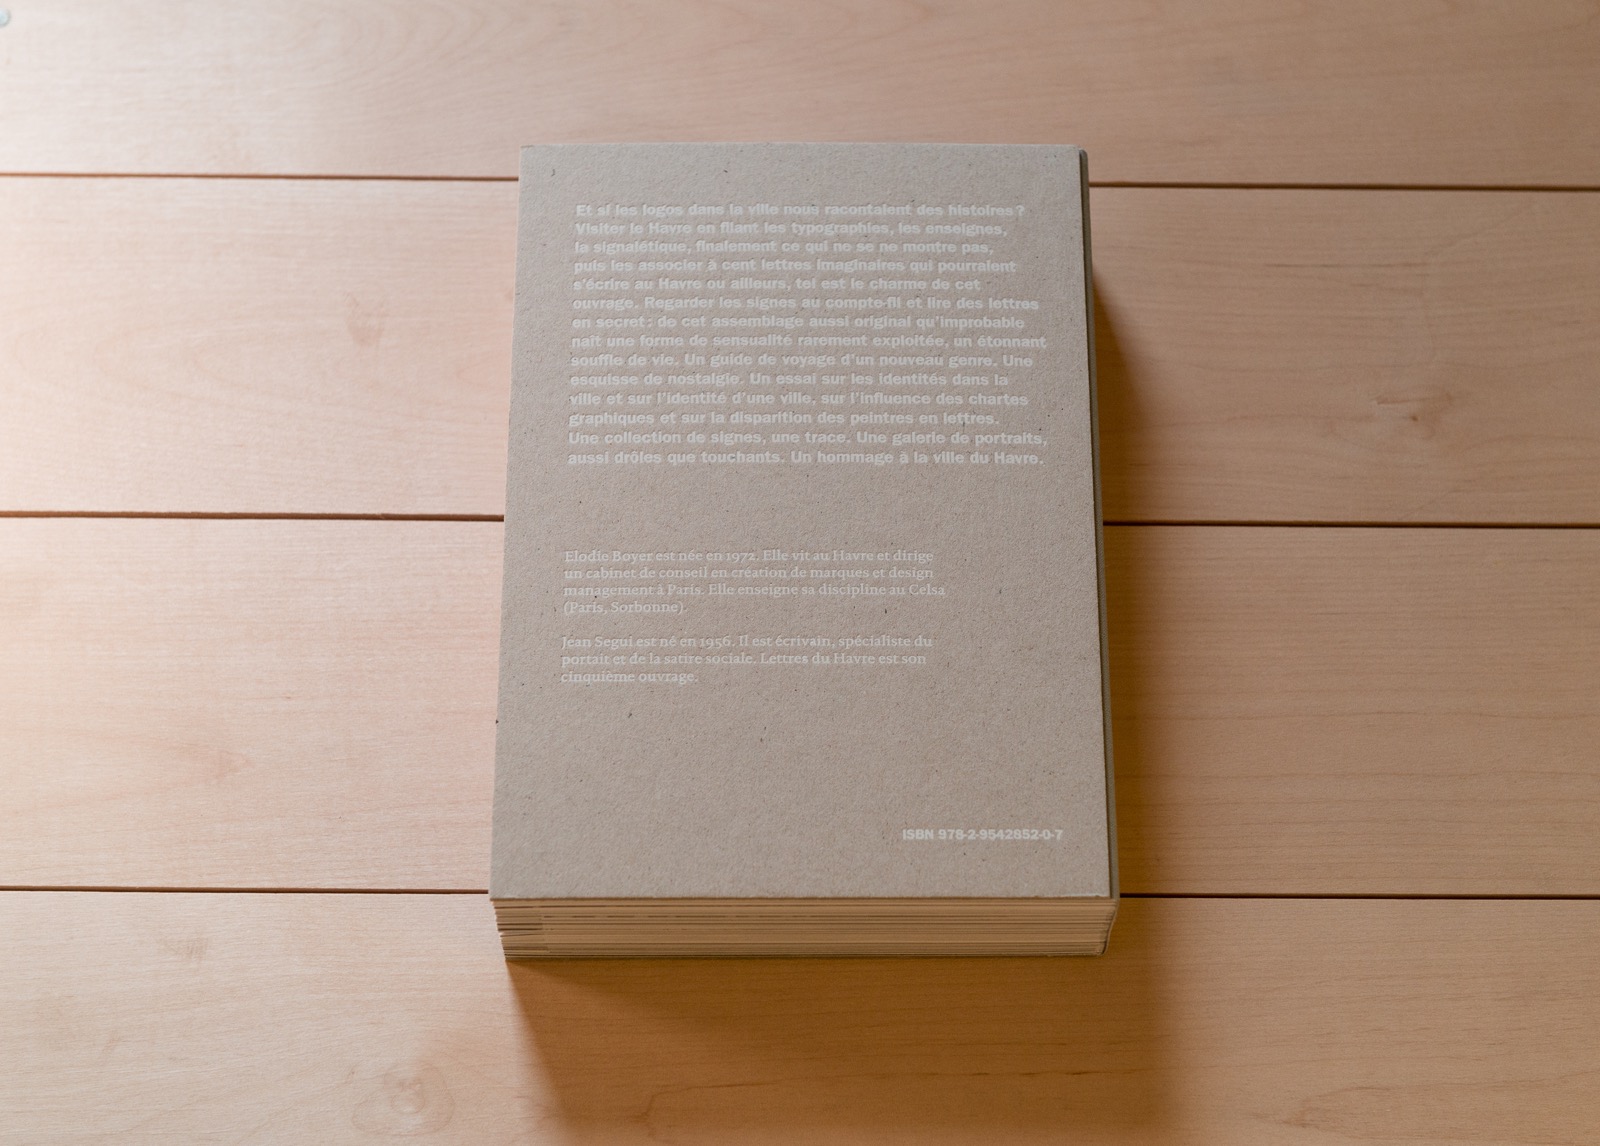 Et si les logos dans la ville nous racontaient des histoires ?
Visiter le Havre en filant les typographies, les enseignes,
la signalétique, finalement ce qui ne se ne montre pas,
puis les associer à cent lettres imaginaires qui pourraient
s'écrire au Havre ou ailleurs, tel est le charme de cet
ouvrage. Regarder les signes au compte-fil et lire des lettres
en secret : de cet assemblage aussi original qu'improbable
naît une forme de sensualité rarement exploitée, un étonnant
souffle de vie. Un guide de voyage d'un nouveau genre. Une
esquisse de nostalgie. Un essai sur les identités dans la
ville et sur l'identité d'une ville, sur l'influence des chartes
graphiques et sur la disparition des peintres en lettres.
Une collection de signes, une trace. Une galerie de portraits,
aussi drôles que touchants. Un hommage à la ville du Havre.
Elodie Boyer est née en 1972. Elle vit au Havre et dirige
un cabinet de conseil en création de marques et design
management à Paris. Elle enseigne sa discipline au Celsa
(Paris, Sorbonne).
Jean Segui est né en 1956. Il est écrivain, spécialiste du
portait et de la satire sociale. Lettres du Havre est son
cinquième ouvrage.
ISBN 978-2-9542852-0-7